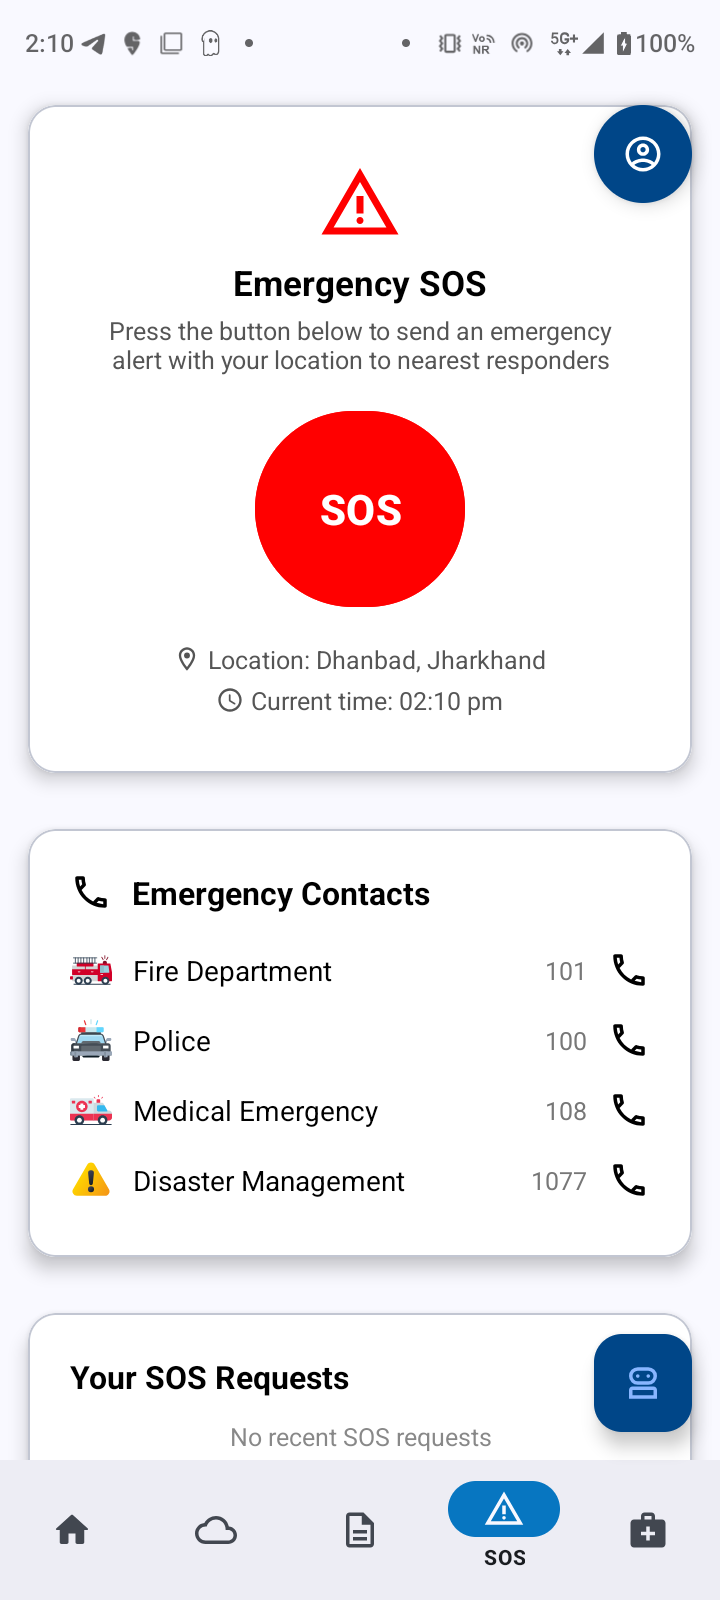 2:10
Vo
NR
5G+
100%
Emergency SOS
Press the button below to send an emergency
alert with your location to nearest responders
SOS
Location: Dhanbad, Jharkhand
Current time: 02:10 pm
Emergency Contacts
Fire Department 101
Police 100
Medical Emergency 108
Disaster Management 1077
Your SOS Requests
No recent SOS requests
SOS